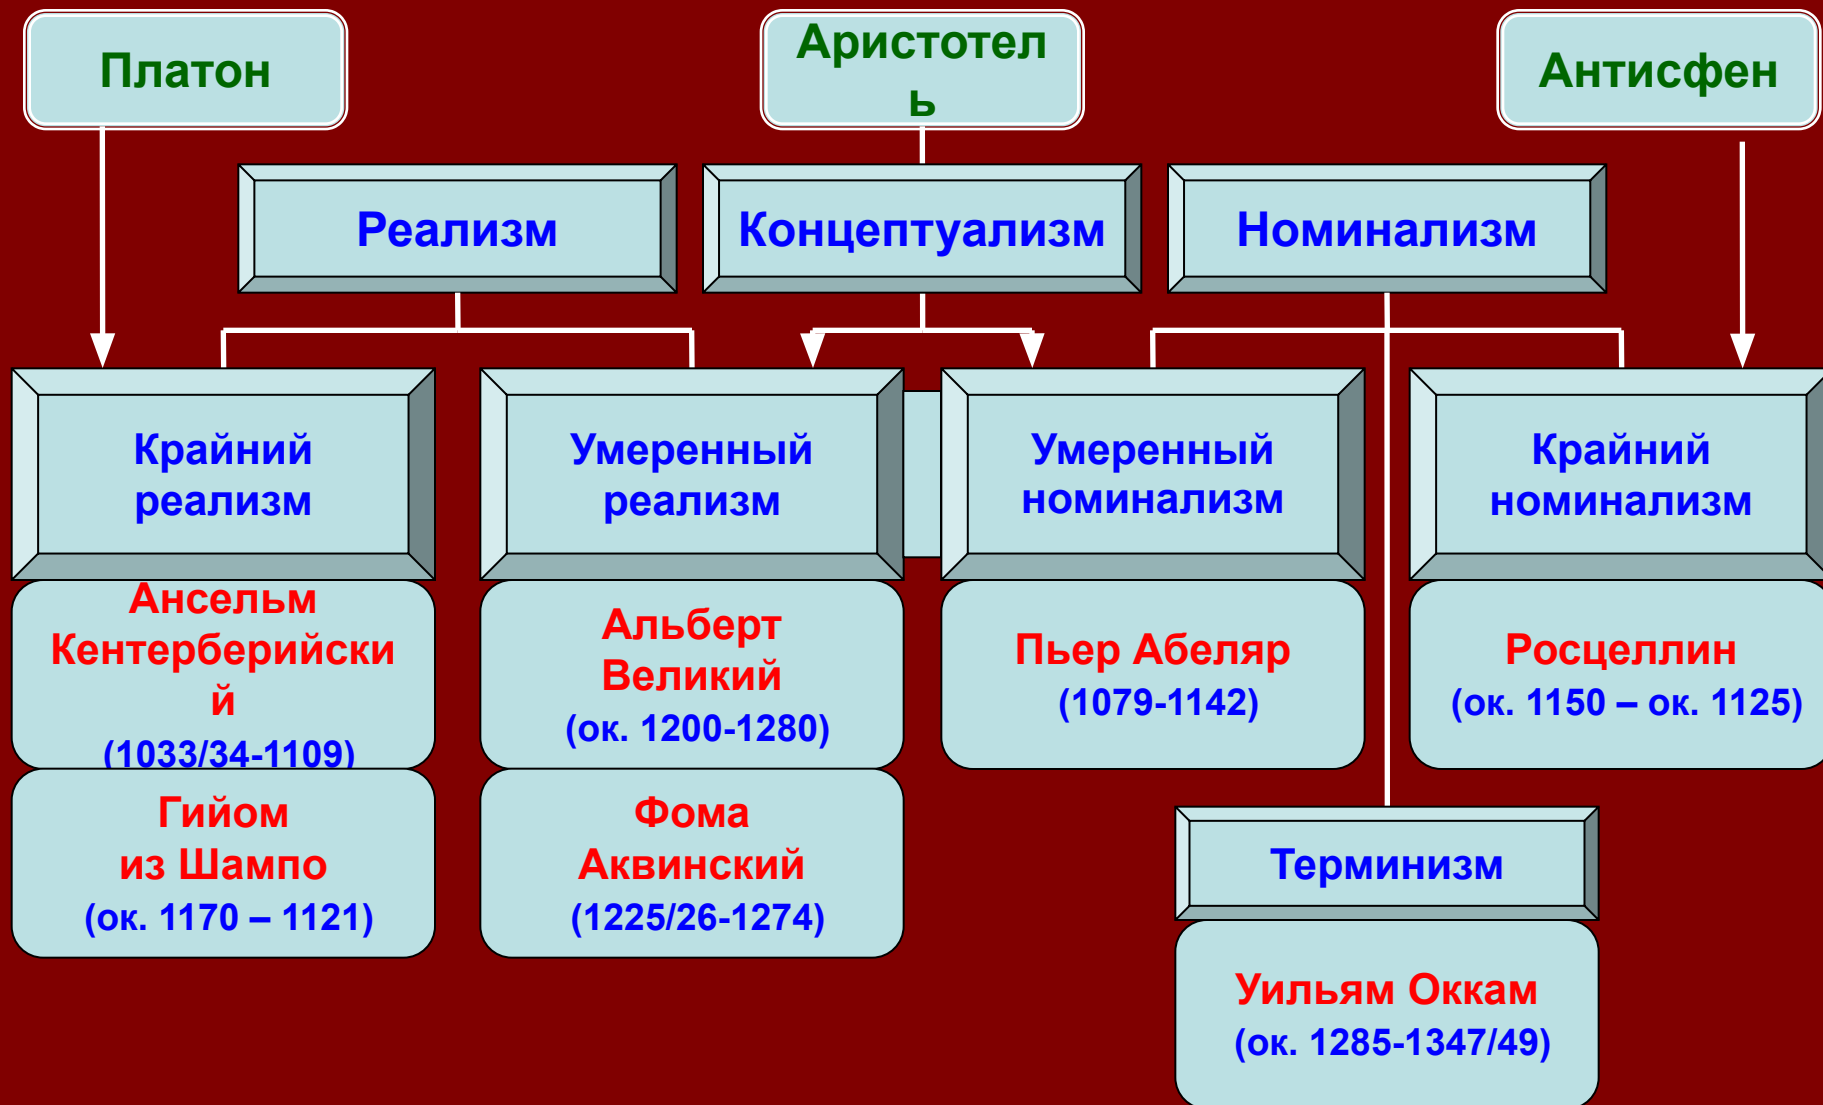 Платон
Аристотел
ь
Антисфен
Реализм
Концептуализм
Номинализм
Крайний
реализм
Умеренный
реализм
Умеренный
номинализм
Крайний
номинализм
Ансельм
Кентерберийски
й
(1033/34-1109)
Альберт
Великий
(ок. 1200-1280)
Пьер Абеляр
(1079-1142)
Росцеллин
(ок. 1150 – ок. 1125)
Гийом
из Шампо
(ок. 1170 – 1121)
Фома
Аквинский
(1225/26-1274)
Терминизм
Уильям Оккам
(ок. 1285-1347/49)